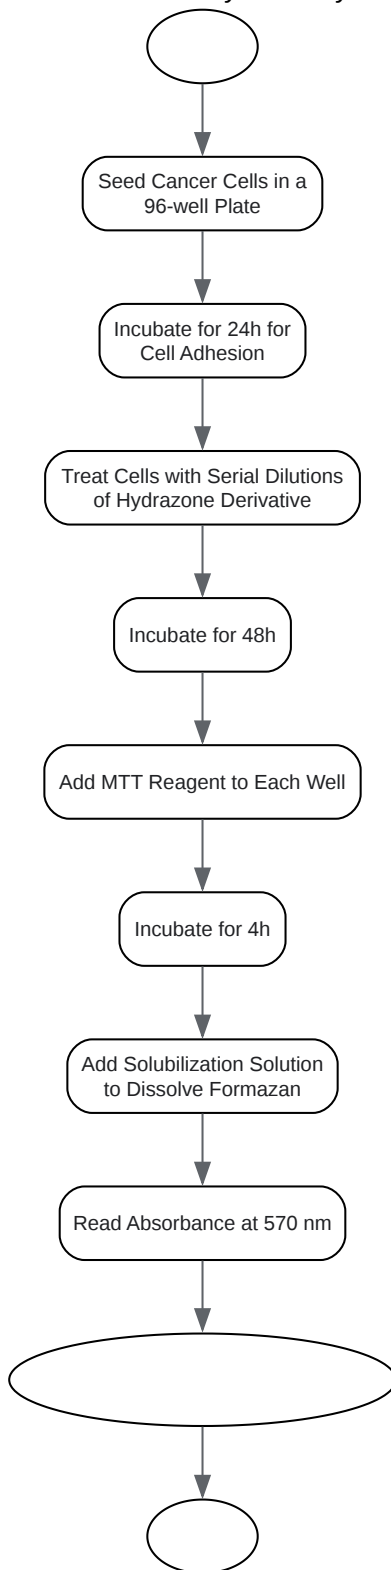 Seed Cancer Cells in a
96-well Plate
Incubate for 24h for
Cell Adhesion
Treat Cells with Serial Dilutions
of Hydrazone Derivative
Incubate for 48h
Add MTT Reagent to Each Well
Incubate for 4h
Add Solubilization Solution
to Dissolve Formazan
Read Absorbance at 570 nm